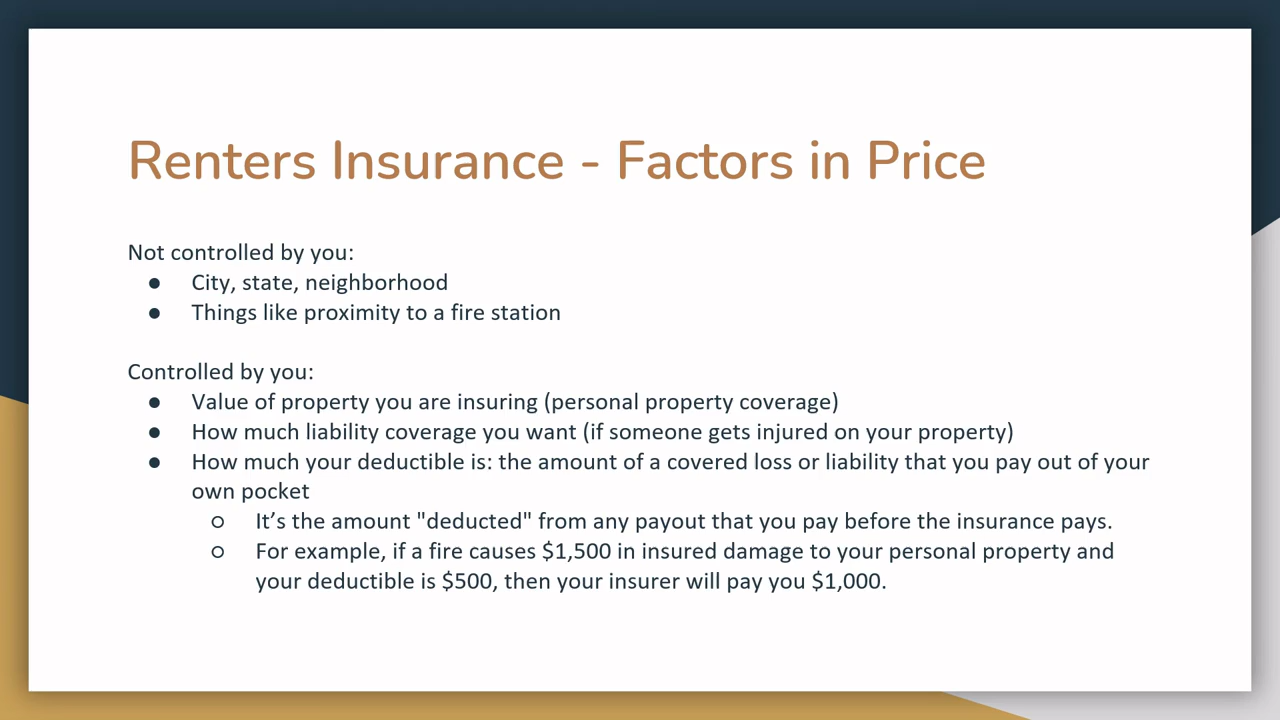 Renters Insurance - Factors in Price
Not controlled by you:
● City, state, neighborhood
● Things like proximity to a fire station
Controlled by you:
● Value of property you are insuring (personal property coverage)
● How much liability coverage you want (if someone gets injured on your property)
● How much your deductible is: the amount of a covered loss or liability that you pay out of your
own pocket
○ It’s the amount "deducted" from any payout that you pay before the insurance pays.
○ For example, if a fire causes $1,500 in insured damage to your personal property and
your deductible is $500, then your insurer will pay you $1,000.